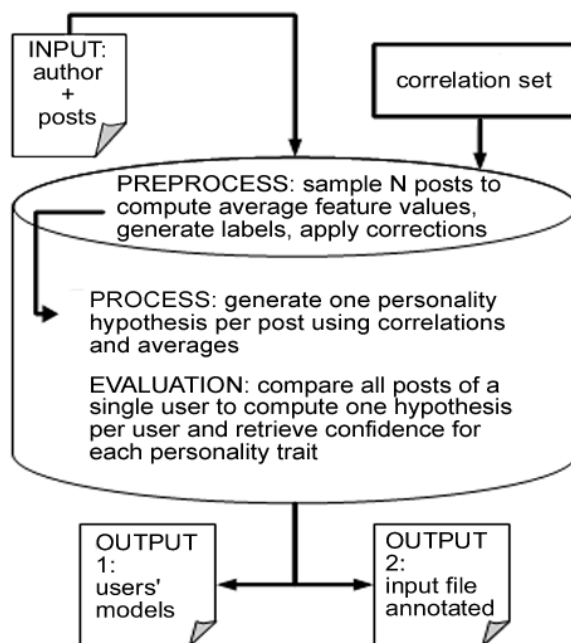 INPUT:
author
+
posts
correlation set
PREPROCESS: sample N posts to
compute average feature values,
generate labels, apply corrections
PROCESS: generate one personality
hypothesis per post using correlations
and averages
EVALUATION: compare all posts of a
single user to compute one hypothesis
per user and retrieve confidence for
each personality trait
OUTPUT
1:
users'
models
OUTPUT
2:
input file
annotated